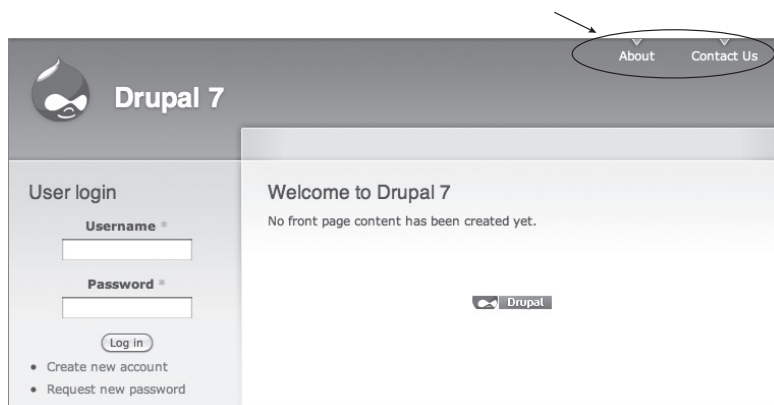 About Contact Us
Drupal 7
User login
Username *
Password *
Log in
• Create new account
• Request new password
Welcome to Drupal 7
No front page content has been created yet.
Drupal